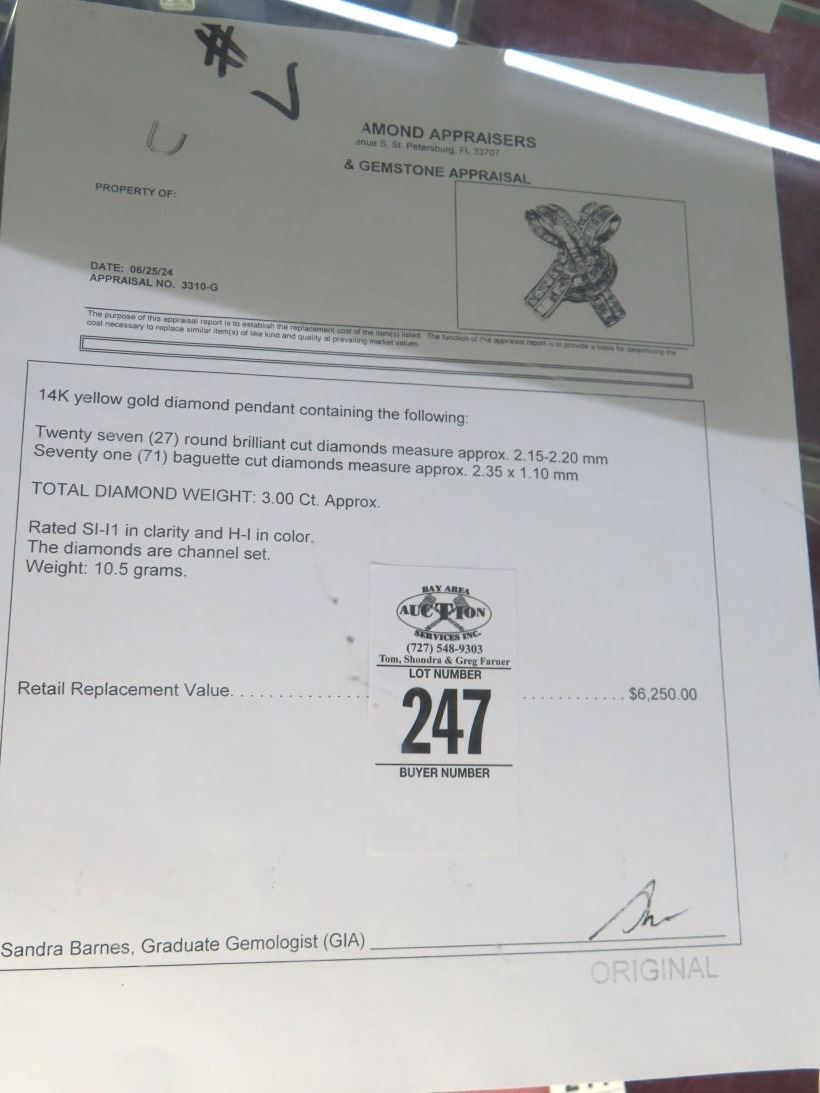 #
AMOND APPRAISERS
enue S. St. Petersburg, FL 33707
& GEMSTONE APPRAISAL
PROPERTY OF:
DATE: 06/25/24
APPRAISAL NO. 3310-G
The purpose of this appraisal report is to establish the replacement cost of the item(s) listed. The function of this appraisal report is to provide a basis for determining the
cost necessary to replace similar item(s) of like kind and quality at prevailing market values.
14K yellow gold diamond pendant containing the following:
Twenty seven (27) round brilliant cut diamonds measure approx. 2.15-2.20 mm
Seventy one (71) baguette cut diamonds measure approx. 2.35 x 1.10 mm
TOTAL DIAMOND WEIGHT: 3.00 Ct. Approx.
Rated SI-I1 in clarity and H-I in color.
The diamonds are channel set.
Weight: 10.5 grams.
BAY AREA
AUCTION
SERVICES INC.
(727) 548-9303
Tom, Shondra & Greg Farner
LOT NUMBER
247
BUYER NUMBER
Retail Replacement Value. . . . . . . . . . . . . . . . . . . . . . . . $6,250.00
Sandra Barnes, Graduate Gemologist (GIA)
ORIGINAL